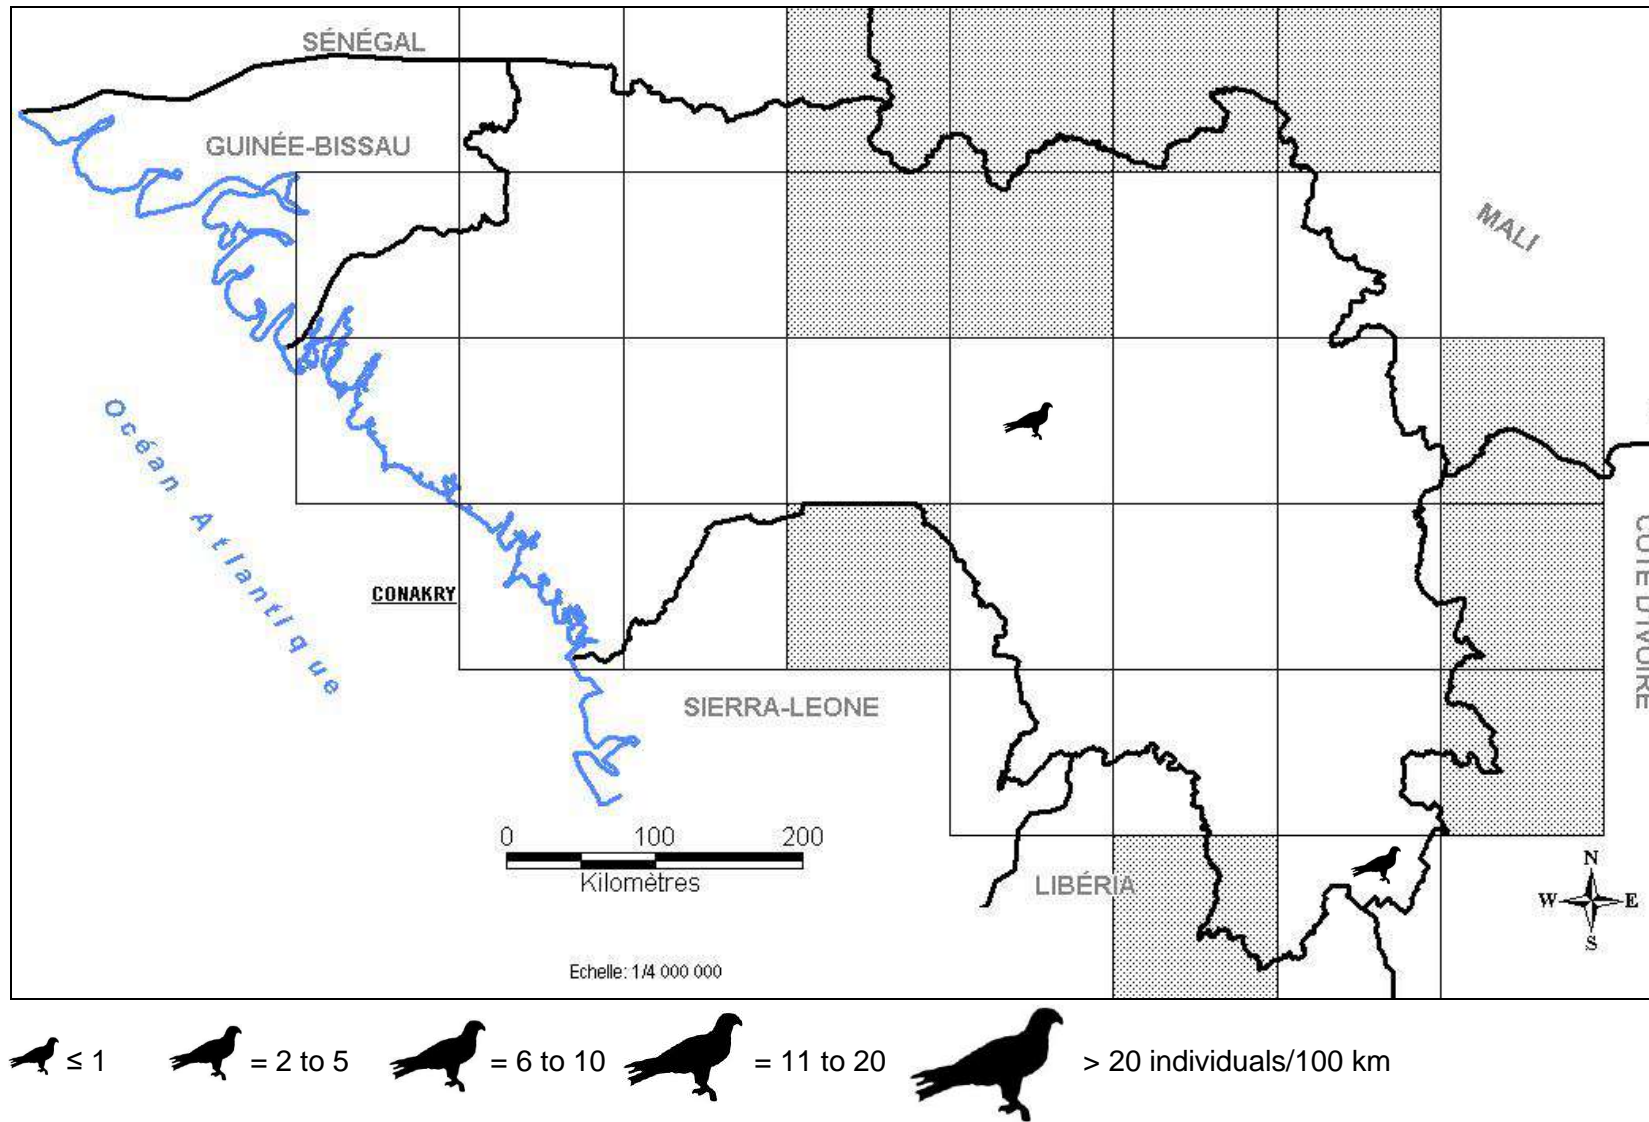 SÉNÉGAL
GUINÉE-BISSAU
MALI
Océan Atlantique
CÔTE D'IVOIRE
CONAKRY
SIERRA-LEONE
0 100 200
Kilomètres
LIBÉRIA
N
W E
S
Echelle: 1/4 000 000
≤ 1 = 2 to 5 = 6 to 10 = 11 to 20 > 20 individuals/100 km